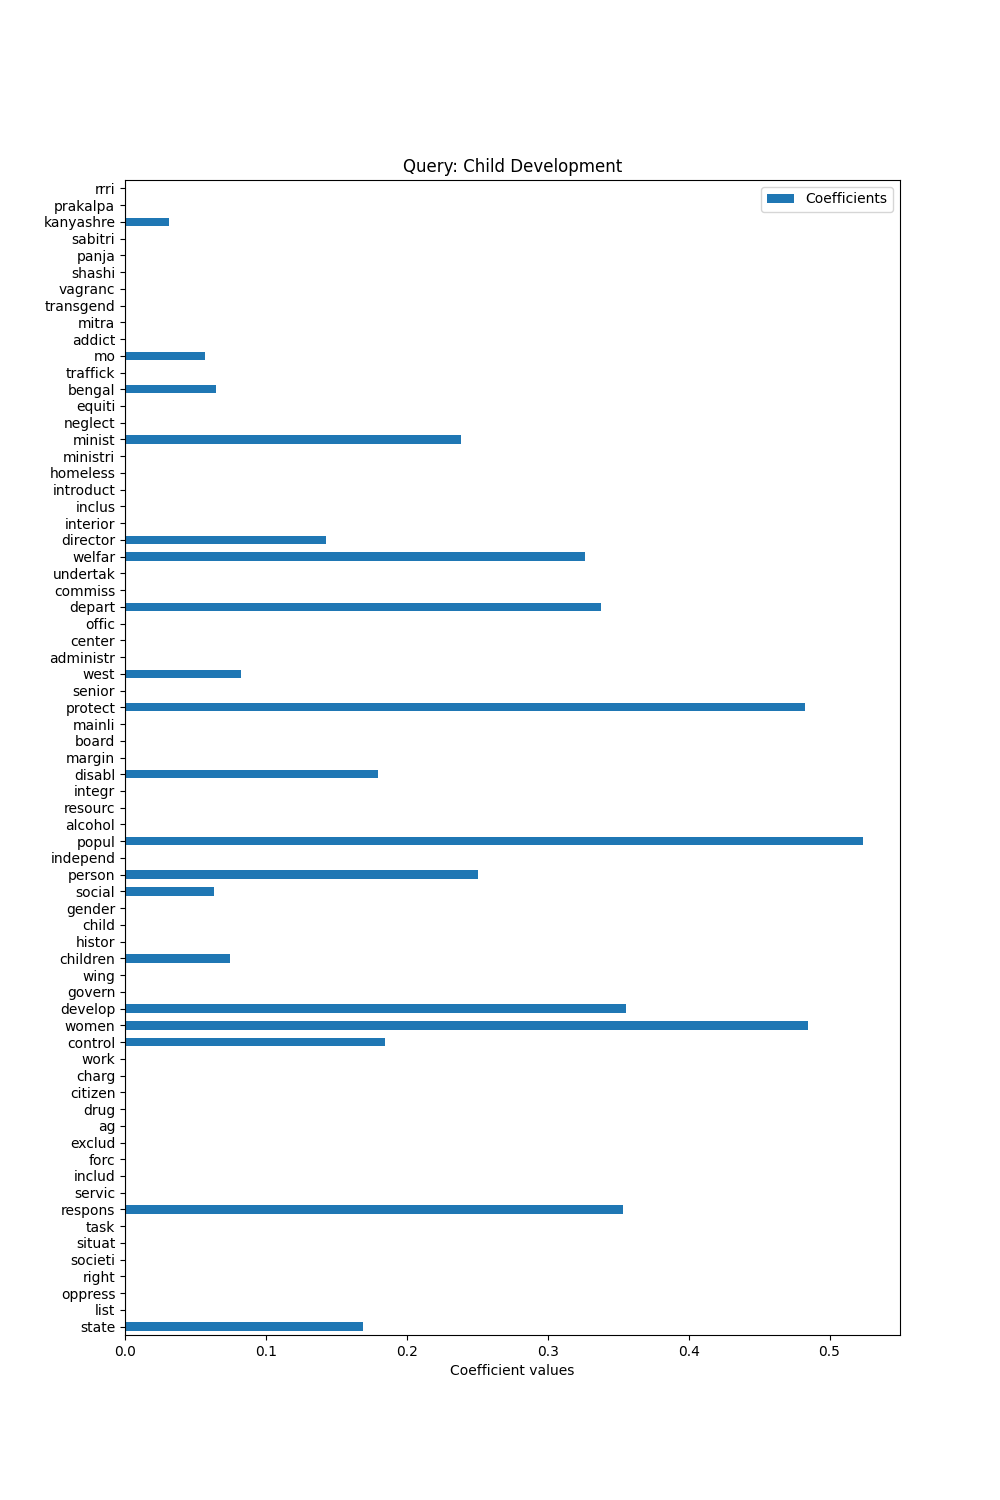 Query: Child Development
Coefficients
rrri
prakalpa
kanyashre
sabitri
panja
shashi
vagranc
transgend
mitra
addict
mo
traffick
bengal
equiti
neglect
minist
ministri
homeless
introduct
inclus
interior
director
welfar
undertak
commiss
depart
offic
center
administr
west
senior
protect
mainli
board
margin
disabl
integr
resourc
alcohol
popul
independ
person
social
gender
child
histor
children
wing
govern
develop
women
control
work
charg
citizen
drug
ag
exclud
forc
includ
servic
respons
task
situat
societi
right
oppress
list
state
0.0 0.1 0.2 0.3 0.4 0.5
Coefficient values